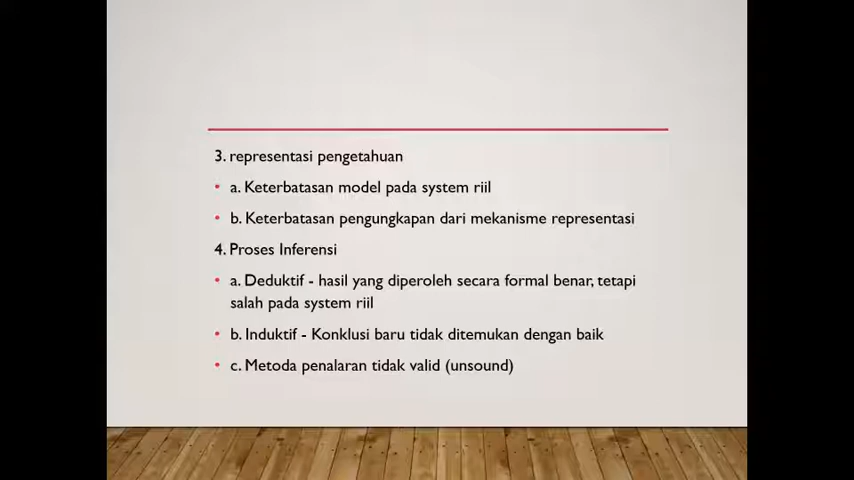 3. representasi pengetahuan
• a. Keterbatasan model pada system riil
• b. Keterbatasan pengungkapan dari mekanisme representasi
4. Proses Inferensi
• a. Deduktif - hasil yang diperoleh secara formal benar, tetapi
salah pada system riil
• b. Induktif - Konklusi baru tidak ditemukan dengan baik
• c. Metoda penalaran tidak valid (unsound)